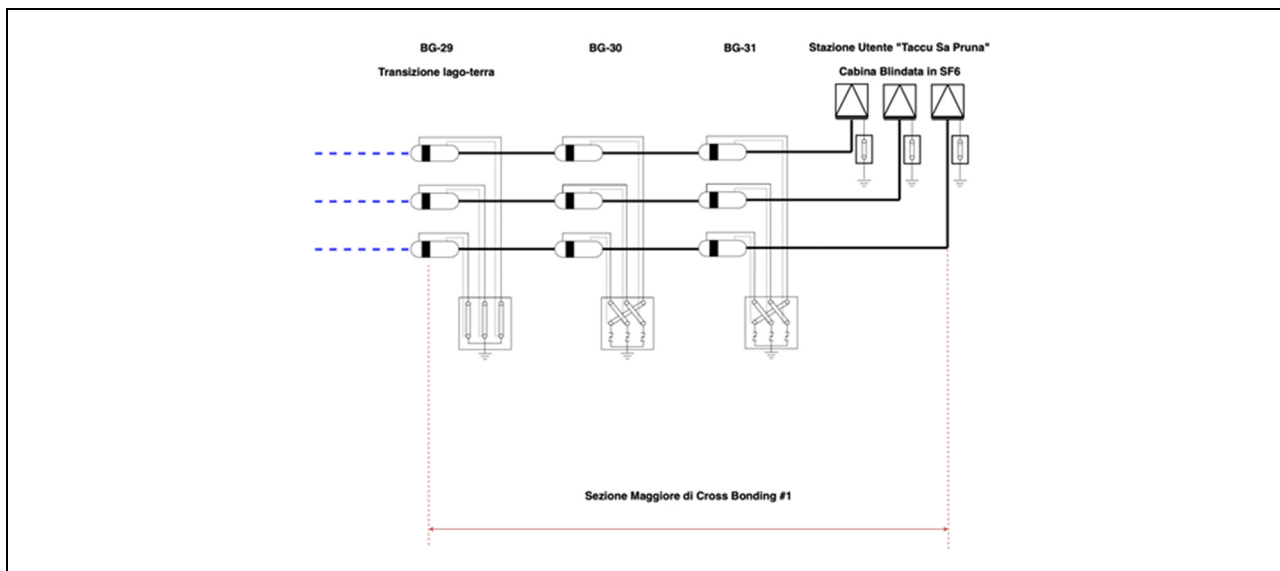 BG-29
BG-30
BG-31
Stazione Utente "Taccu Sa Pruna"
Transizione lago-terra
Cabina Blindata in SF6
Sezione Maggiore di Cross Bonding #1